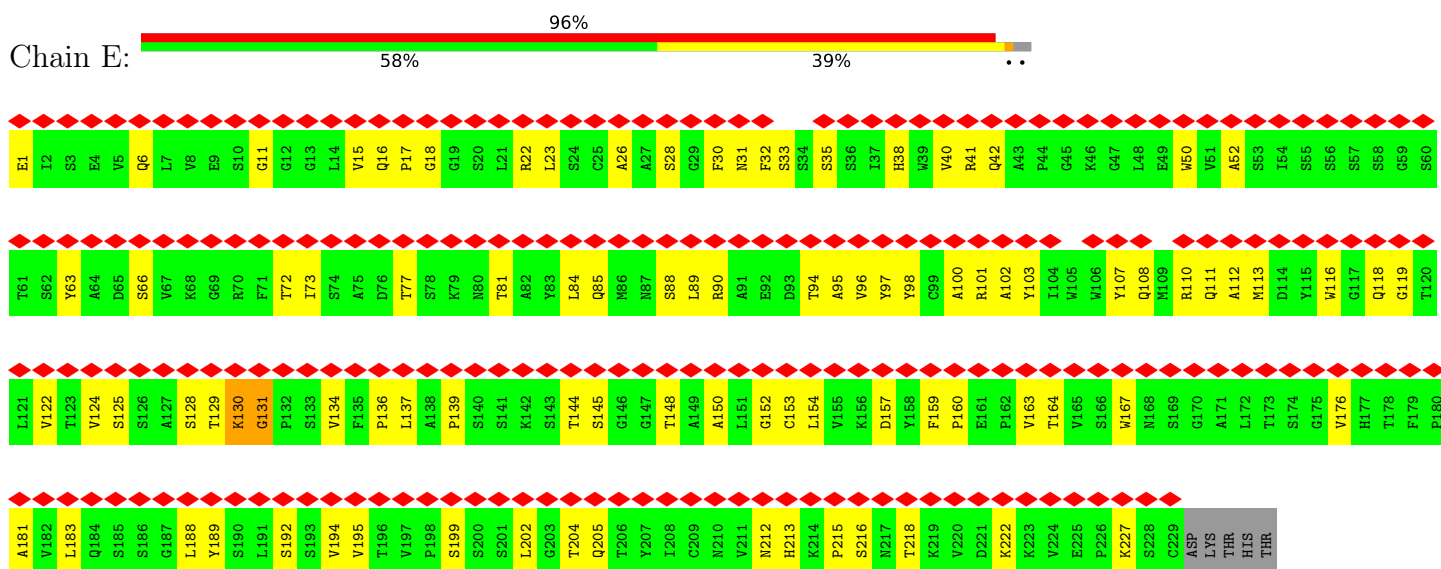 96%
Chain E:
58% 39% • •
E1 I2 S3 E4 V5 Q6 L7 V8 E9 S10 G11 G12 G13 L14 V15 Q16 P17 G18 G19 S20 L21 R22 L23 S24 C25 A26 A27 S28 G29 F30 N31 F32 S33 S34 S35 S36 I37 H38 W39 V40 R41 Q42 A43 P44 G45 K46 G47 L48 E49 W50 V51 A52 S53 I54 S55 S56 S57 S58 G59 S60
T61 S62 Y63 A64 D65 S66 V67 K68 G69 R70 F71 T72 I73 S74 A75 D76 T77 S78 K79 N80 T81 A82 Y83 L84 Q85 M86 N87 S88 L89 R90 A91 E92 D93 T94 A95 V96 Y97 Y98 C99 A100 R101 A102 Y103 I104 W105 W106 Y107 Q108 M109 R110 Q111 A112 M113 D114 Y115 W116 G117 Q118 G119 T120
L121 V122 T123 V124 S125 S126 A127 S128 T129 K130 G131 P132 S133 V134 F135 P136 L137 A138 P139 S140 S141 K142 S143 T144 S145 G146 G147 T148 A149 A150 L151 G152 C153 L154 V155 K156 D157 Y158 F159 P160 E161 P162 V163 T164 V165 S166 W167 N168 S169 G170 A171 L172 T173 S174 G175 V176 H177 T178 F179 P180
A181 V182 L183 Q184 S185 S186 G187 L188 Y189 S190 L191 S192 S193 V194 V195 T196 V197 P198 S199 S200 S201 L202 G203 T204 Q205 T206 Y207 I208 C209 N210 V211 N212 H213 K214 P215 S216 N217 T218 K219 V220 D221 K222 K223 V224 E225 P226 K227 S228 C229 ASP LYS THR HIS THR